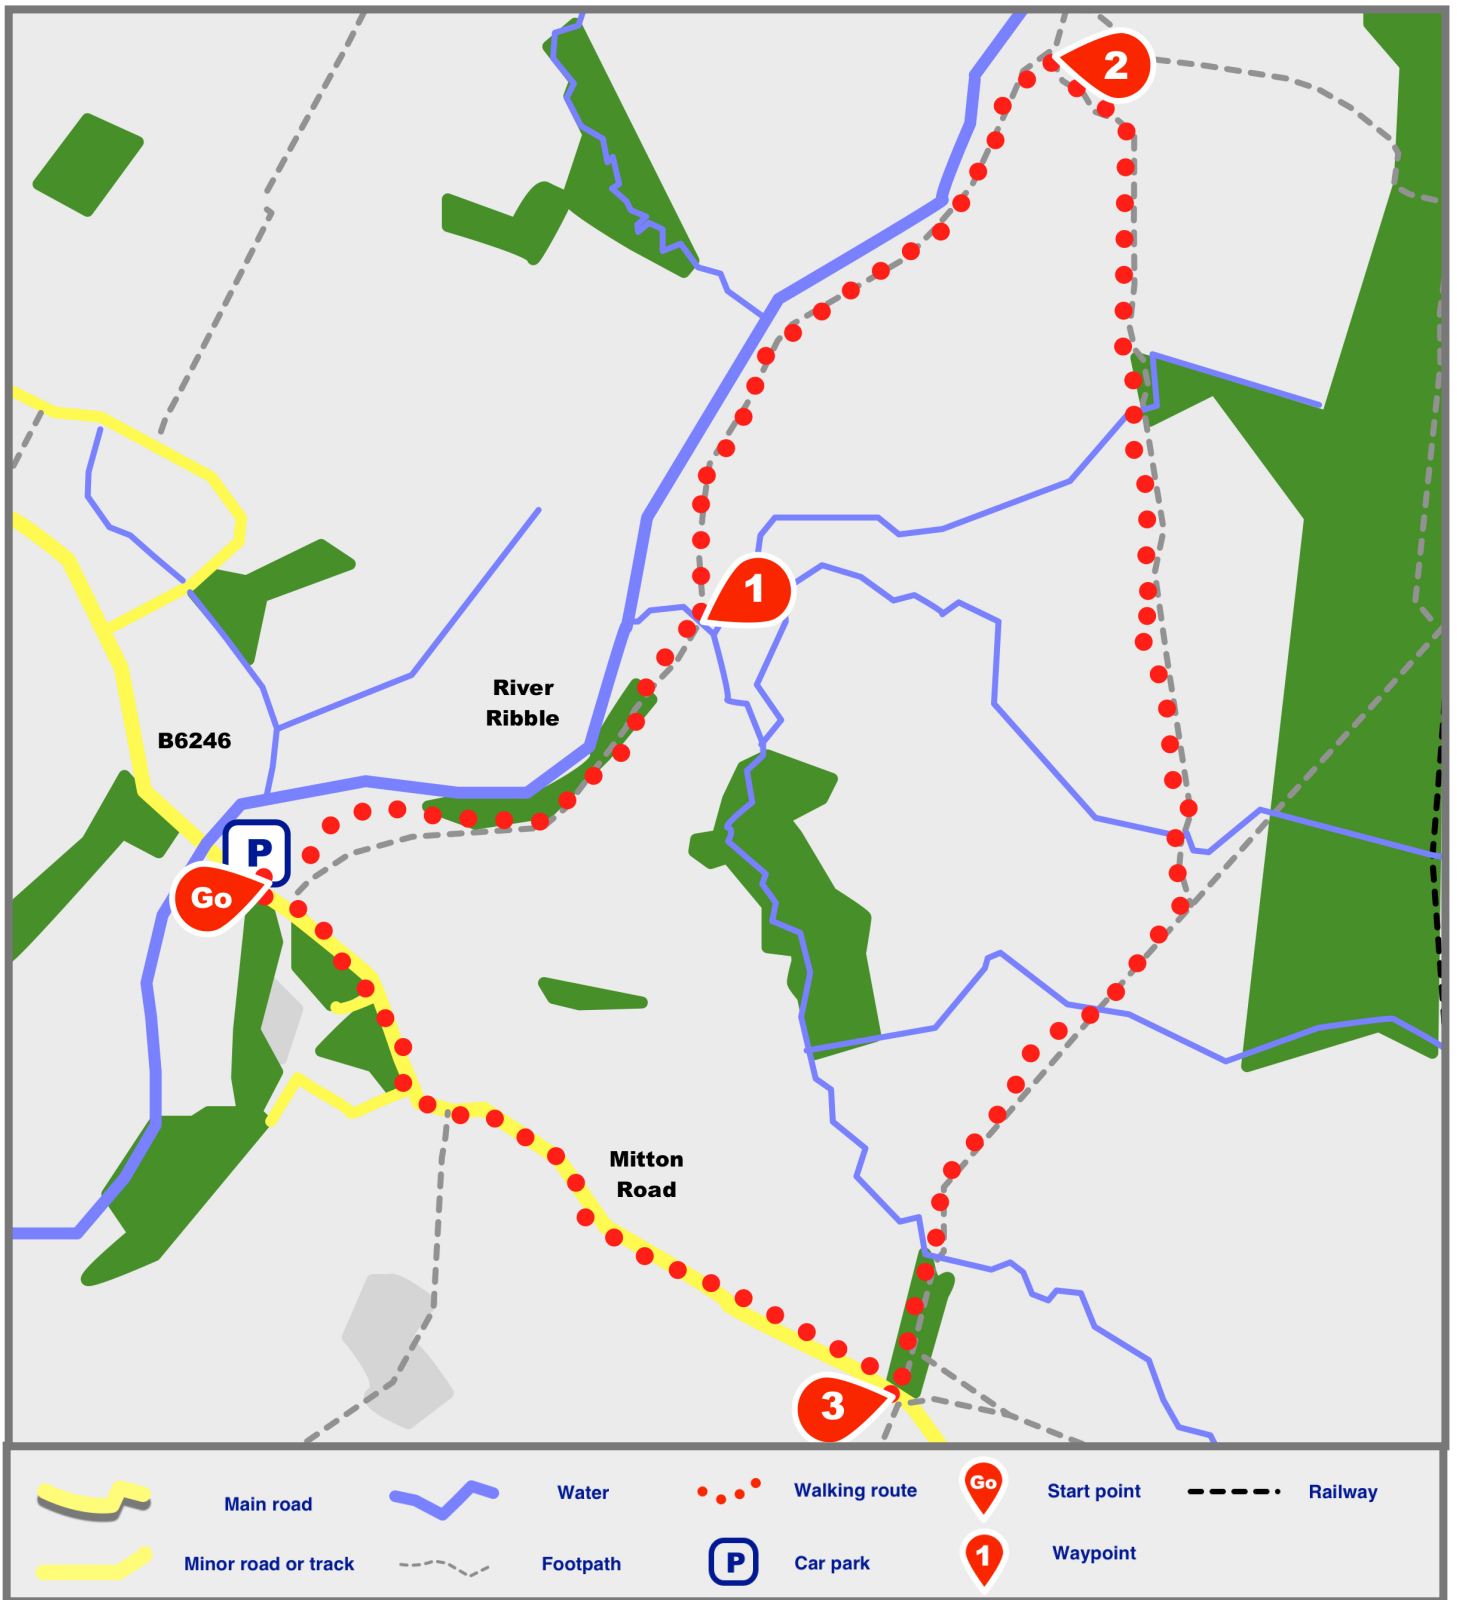 2
1
River
Ribble
B6246
P
Go
Mitton
Road
3
Main road
Water
Walking route
Go
Start point
Railway
Minor road or track
Footpath
P
Car park
1
Waypoint